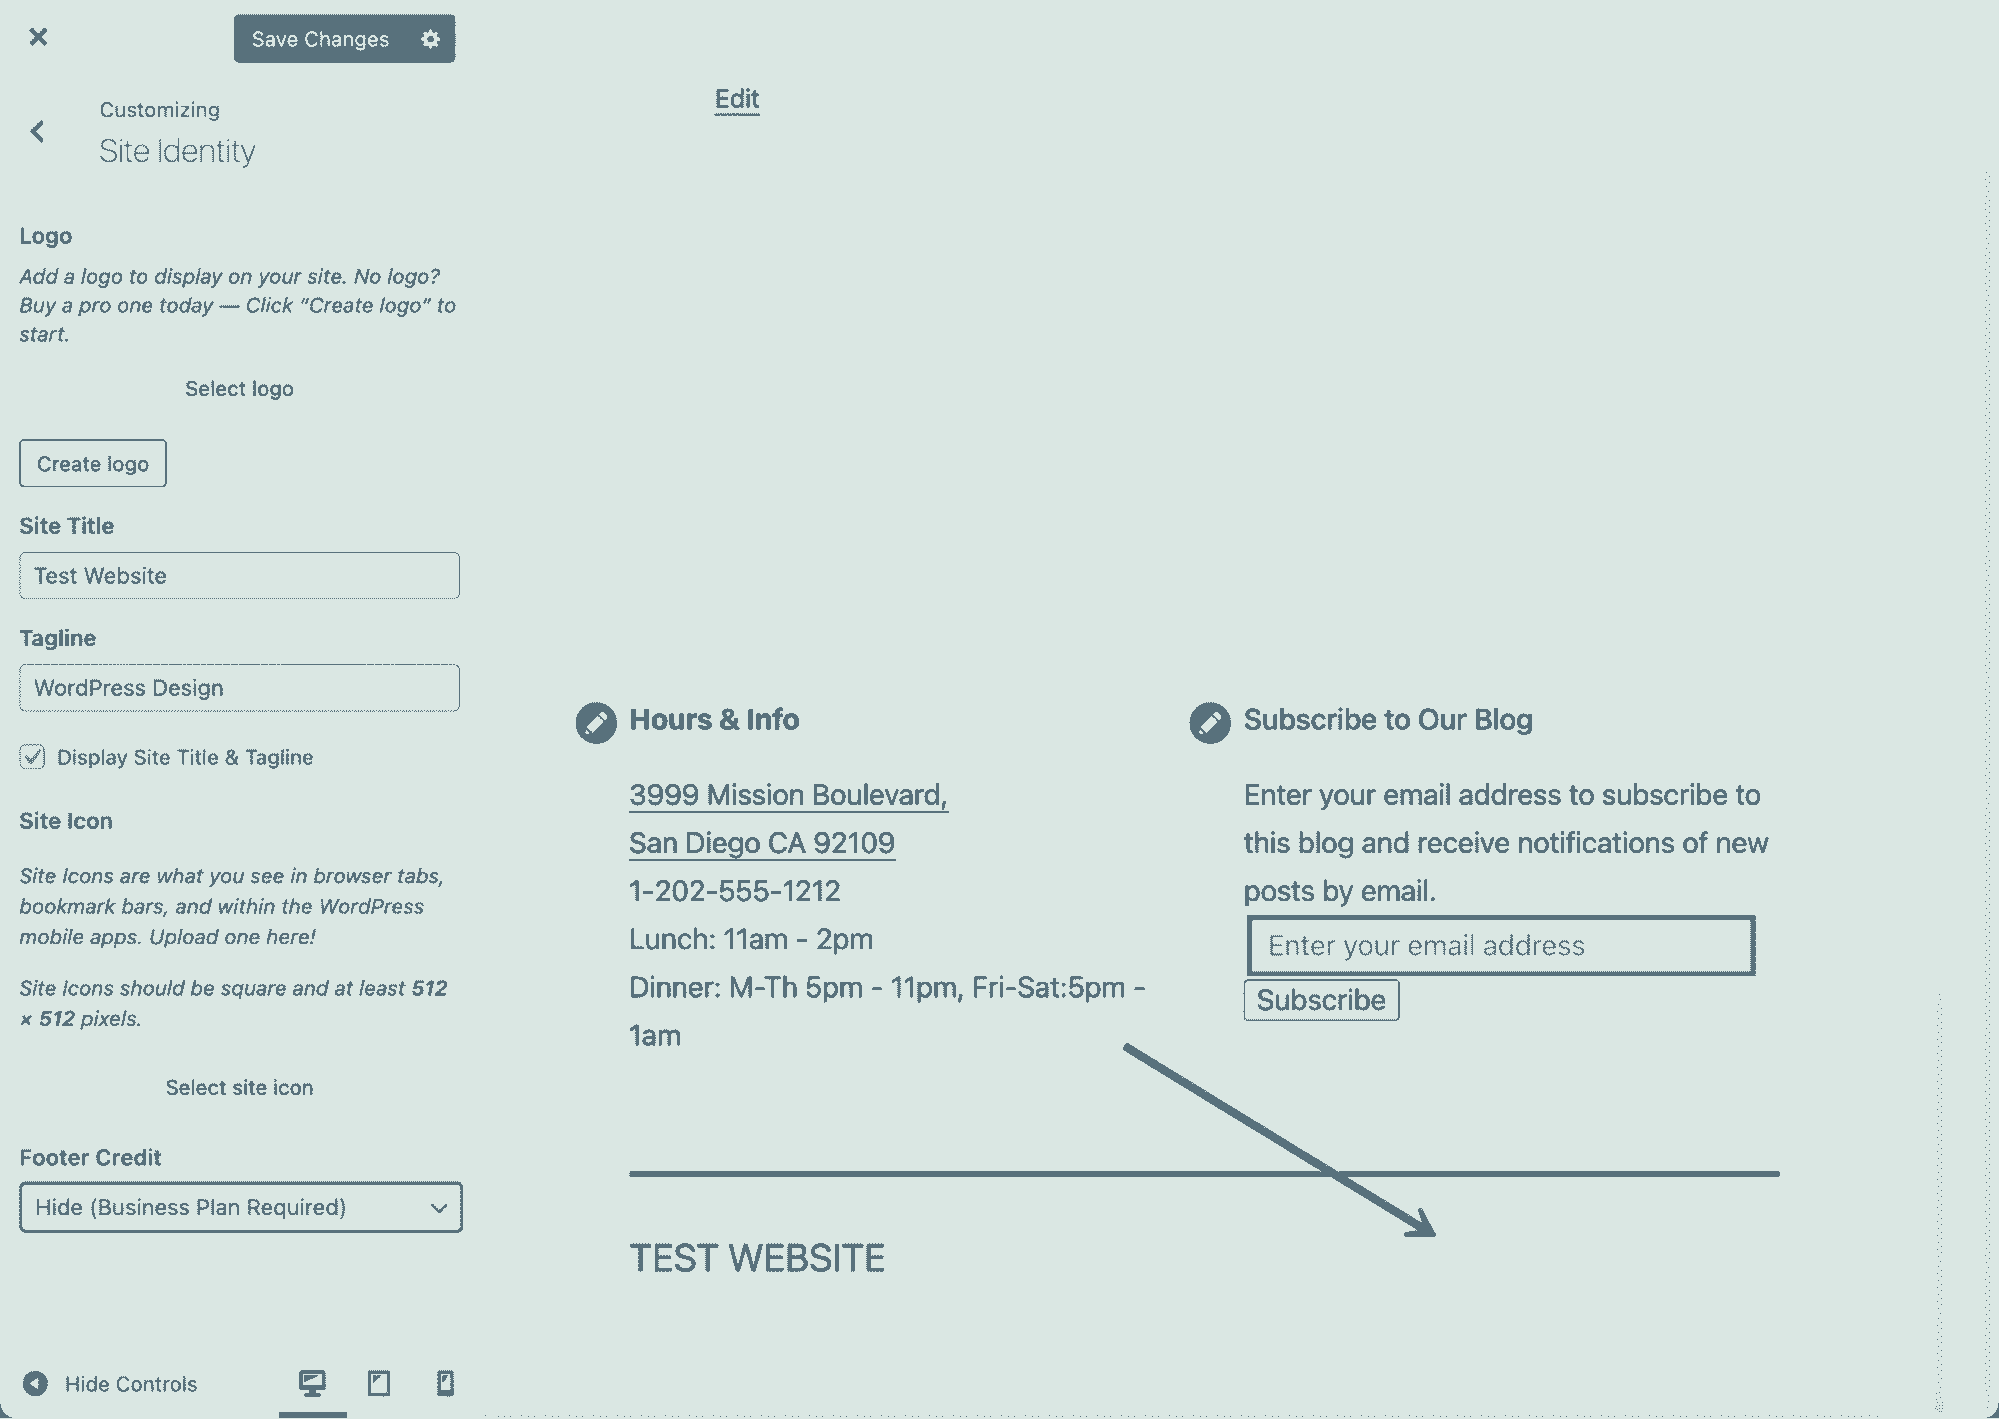 Save Changes
Customizing
Site Identity
Logo
Add a logo to display on your site. No logo?
Buy a pro one today — Click "Create logo" to
start.
Select logo
Create logo
Site Title
Test Website
Tagline
WordPress Design
Display Site Title & Tagline
Site Icon
Site Icons are what you see in browser tabs,
bookmark bars, and within the WordPress
mobile apps. Upload one here!
Site Icons should be square and at least 512
× 512 pixels.
Select site icon
Footer Credit
Hide (Business Plan Required)
Hide Controls
Edit
Hours & Info
3999 Mission Boulevard,
San Diego CA 92109
1-202-555-1212
Lunch: 11am - 2pm
Dinner: M-Th 5pm - 11pm, Fri-Sat:5pm -
1am
Subscribe to Our Blog
Enter your email address to subscribe to
this blog and receive notifications of new
posts by email.
Enter your email address
Subscribe
TEST WEBSITE